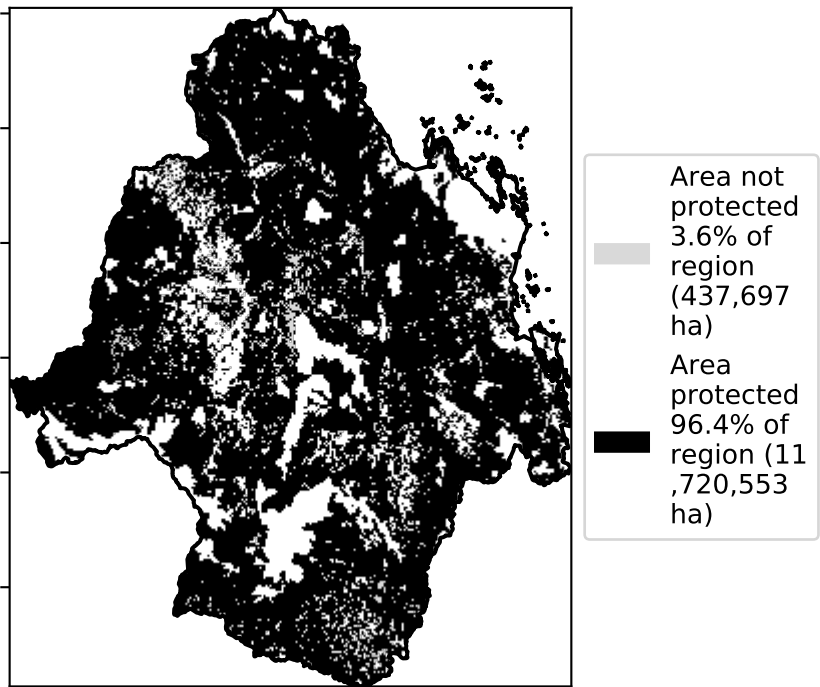 Area not
protected
3.6% of
region
(437,697
ha)
Area
protected
96.4% of
region (11
,720,553
ha)